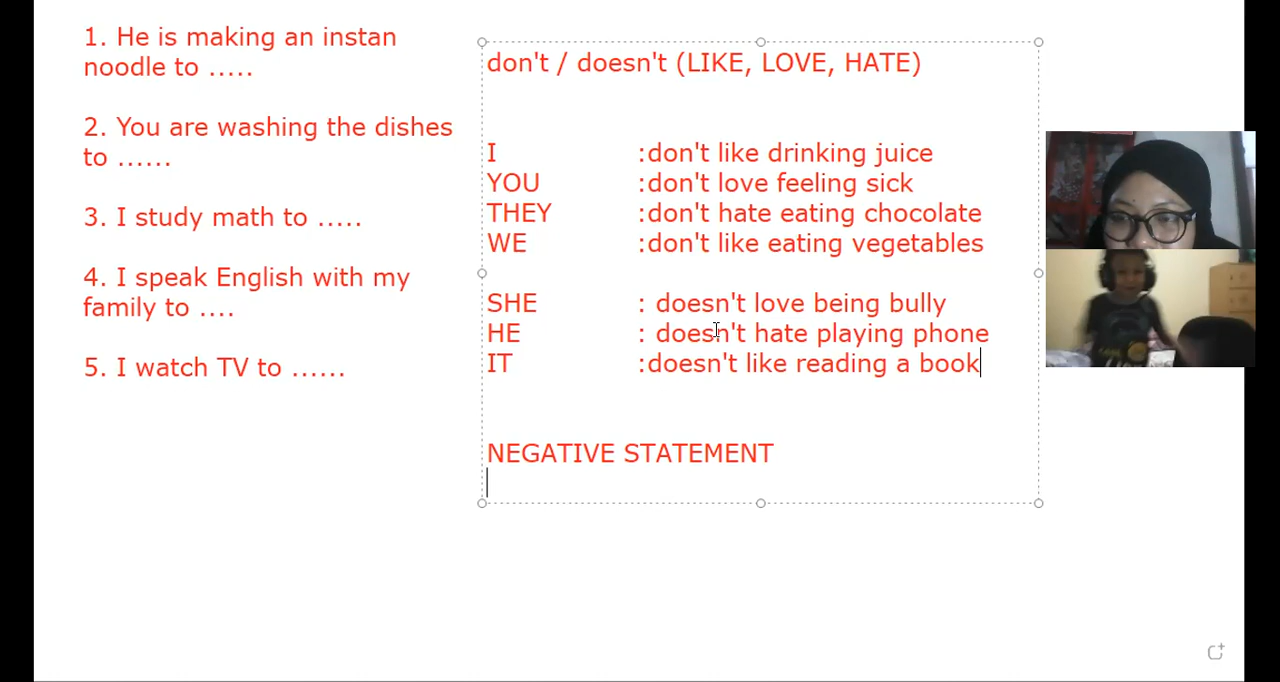 1. He is making an instan
noodle to .....
2. You are washing the dishes
to ......
3. I study math to .....
4. I speak English with my
family to ....
5. I watch TV to ......
don't / doesn't (LIKE, LOVE, HATE)
I :don't like drinking juice
YOU :don't love feeling sick
THEY :don't hate eating chocolate
WE :don't like eating vegetables
SHE : doesn't love being bully
HE : doesn't hate playing phone
IT :doesn't like reading a book
NEGATIVE STATEMENT